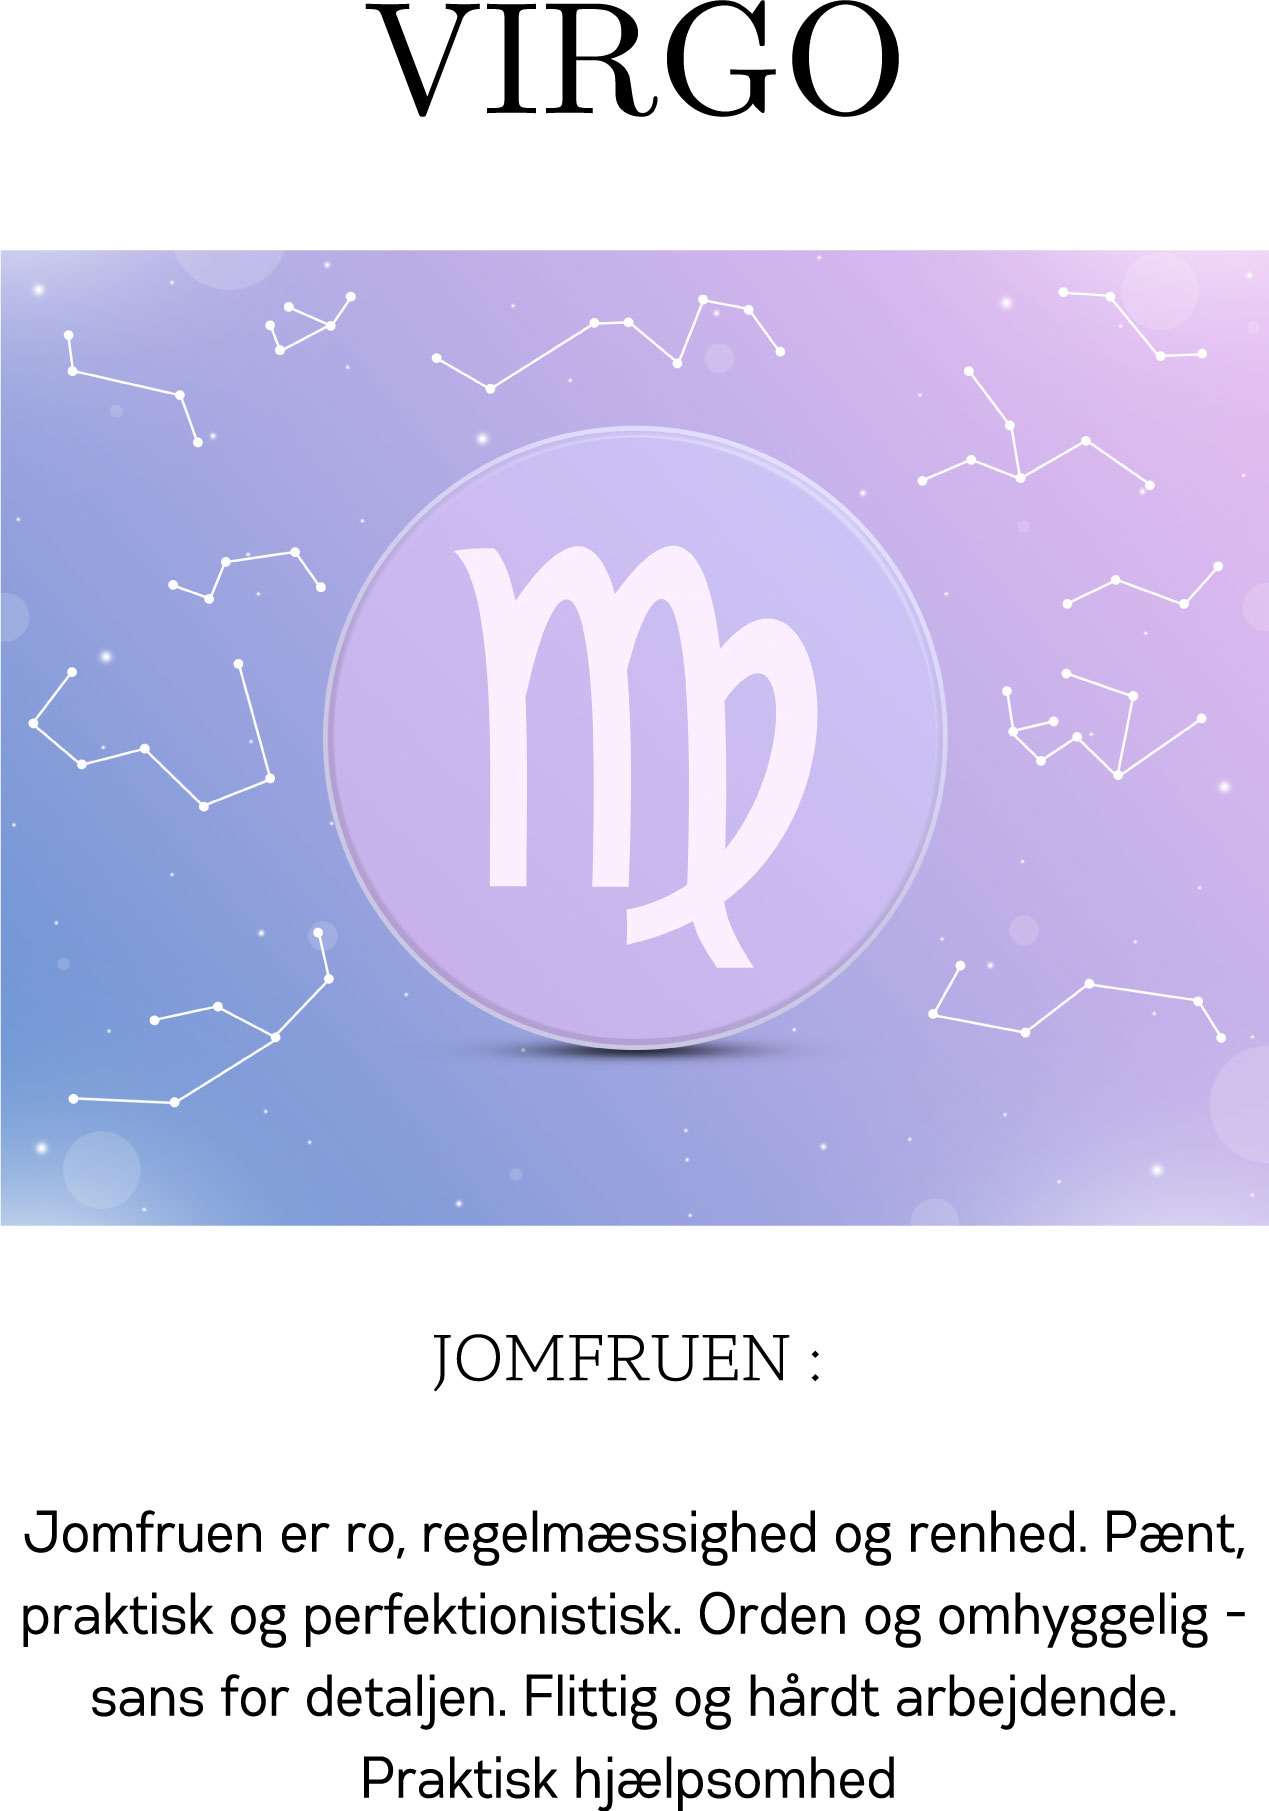 VIRGO
JOMFRUEN :
Jomfruen er ro, regelmæssighed og renhed. Pænt,
praktisk og perfektionistisk. Orden og omhyggelig -
sans for detaljen. Flittig og hårdt arbejdende.
Praktisk hjælpsomhed